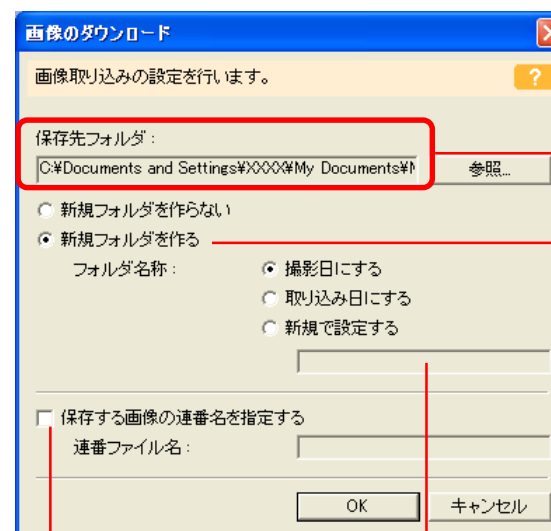 画像のダウンロード
画像取り込みの設定を行います。
?
保存先フォルダ：
C:¥Documents and Settings¥XXXX¥My Documents¥M
参照...
新規フォルダを作らない
新規フォルダを作る
フォルダ名称： 撮影日にする
取り込み日にする
新規で設定する
保存する画像の連番名を指定する
連番ファイル名：
OK キャンセル